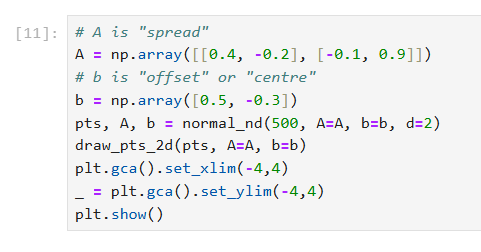 [11]: # A is "spread"
A = np.array([[0.4, -0.2], [-0.1, 0.9]])
# b is "offset" or "centre"
b = np.array([0.5, -0.3])
pts, A, b = normal_nd(500, A=A, b=b, d=2)
draw_pts_2d(pts, A=A, b=b)
plt.gca().set_xlim(-4,4)
_ = plt.gca().set_ylim(-4,4)
plt.show()